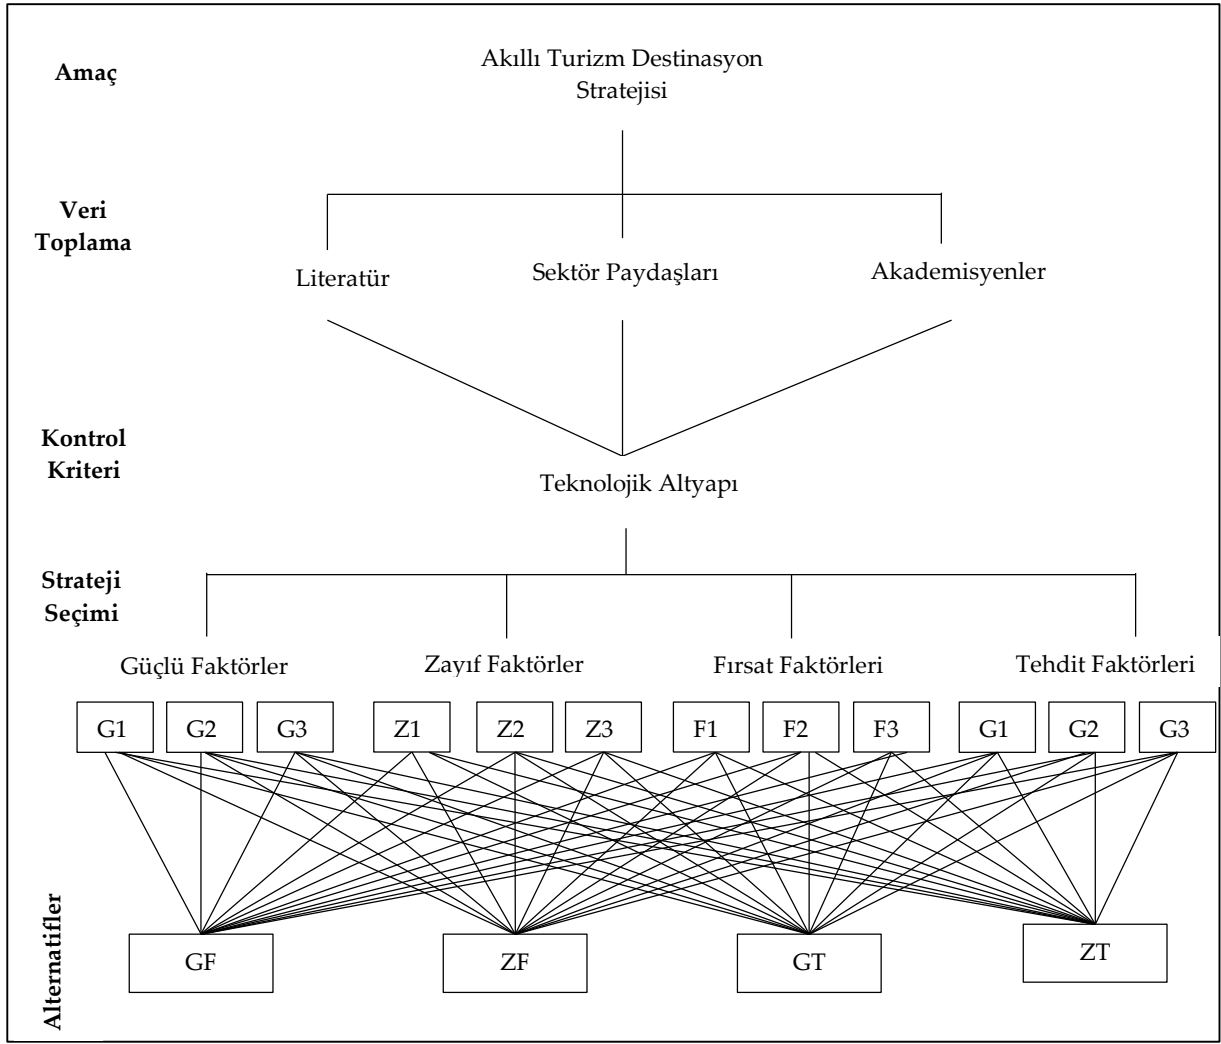 Amaç
Akıllı Turizm Destinasyon
Stratejisi
Veri
Toplama
Literatür
Sektör Paydaşları
Akademisyenler
Kontrol
Kriteri
Teknolojik Altyapı
Strateji
Seçimi
Güçlü Faktörler
Zayıf Faktörler
Fırsat Faktörleri
Tehdit Faktörleri
G1
G2
G3
Z1
Z2
Z3
F1
F2
F3
G1
G2
G3
Alternatifler
GF
ZF
GT
ZT